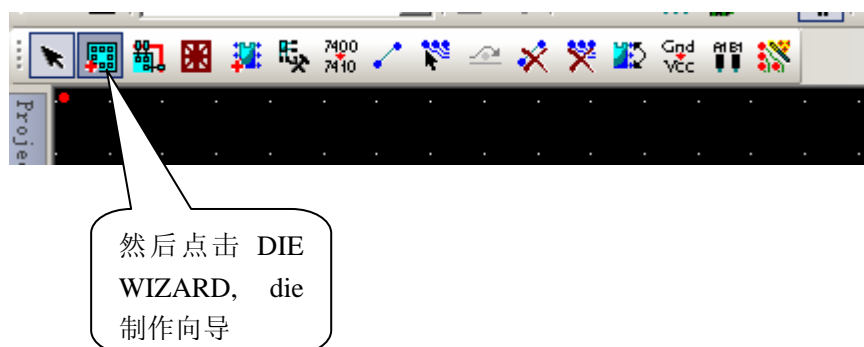 7400
7410
Gnd
Vcc
A1 B1
Proje
然后点击 DIE
WIZARD, die
制作向导